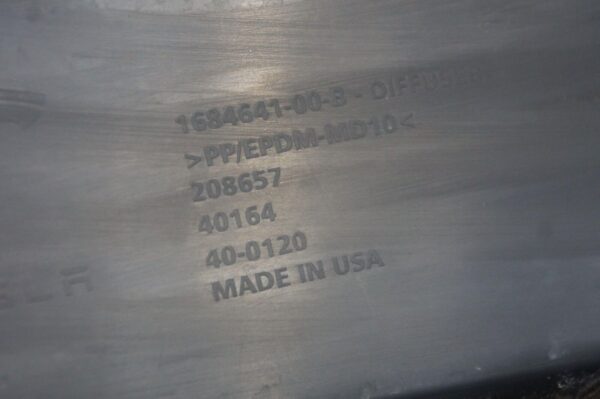 1684641-00-B - DIFFUSER
>PP/EPDM-MD10<
208657
40164
40-0120
MADE IN USA